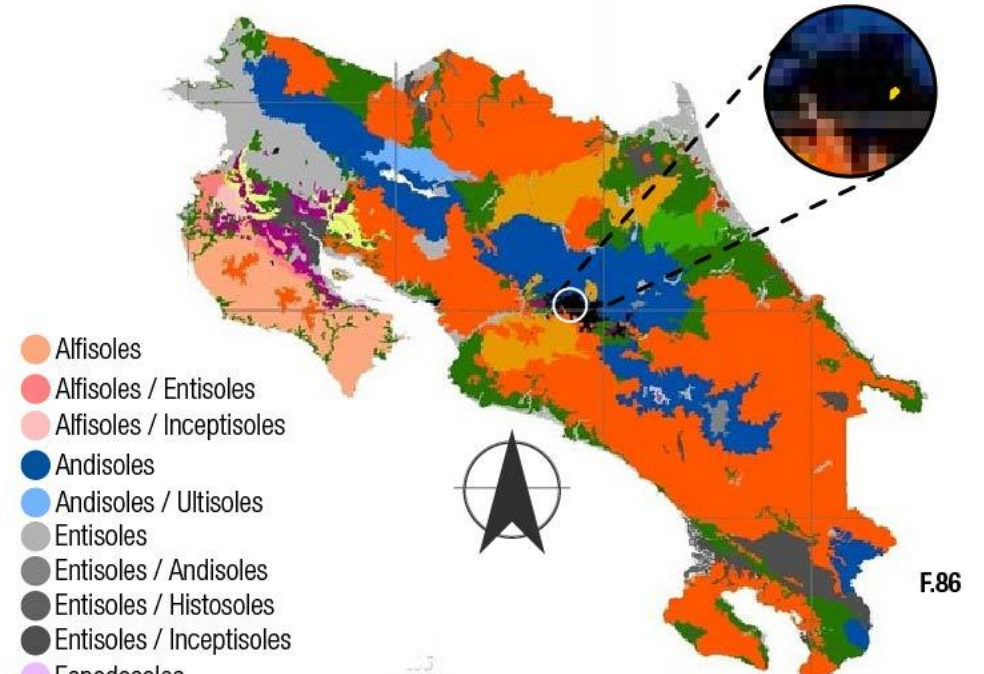 Alfisoles
Alfisoles / Entisoles
Alfisoles / Inceptisoles
Andisoles
Andisoles / Ultisoles
Entisoles
Entisoles / Andisoles
Entisoles / Histosoles
Entisoles / Inceptisoles
F.86